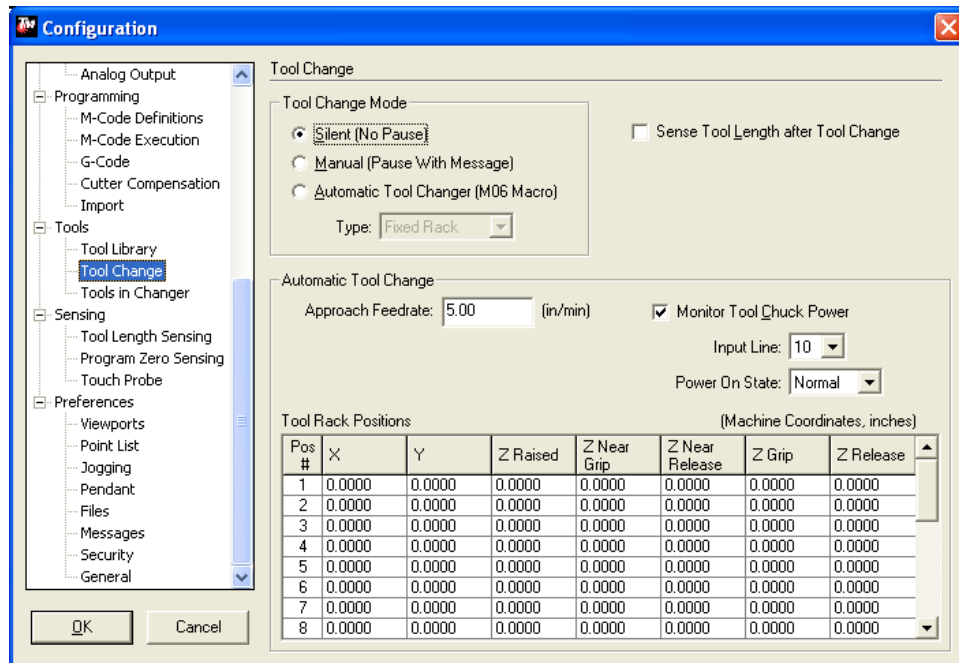 Configuration
Analog Output
Programming
M-Code Definitions
M-Code Execution
G-Code
Cutter Compensation
Import
Tools
Tool Library
Tool Change
Tools in Changer
Sensing
Tool Length Sensing
Program Zero Sensing
Touch Probe
Preferences
Viewports
Point List
Jogging
Pendant
Files
Messages
Security
General
OK Cancel
Tool Change
Tool Change Mode
Silent (No Pause)
Manual (Pause With Message)
Automatic Tool Changer (M06 Macro)
Type: Fixed Rack
Sense Tool Length after Tool Change
Automatic Tool Change
Approach Feedrate: 5.00 (in/min)
Monitor Tool Chuck Power
Input Line: 10
Power On State: Normal
Tool Rack Positions (Machine Coordinates, inches)
Pos # X Y Z Raised Z Near Grip Z Near Release Z Grip Z Release
1 0.0000 0.0000 0.0000 0.0000 0.0000 0.0000 0.0000
2 0.0000 0.0000 0.0000 0.0000 0.0000 0.0000 0.0000
3 0.0000 0.0000 0.0000 0.0000 0.0000 0.0000 0.0000
4 0.0000 0.0000 0.0000 0.0000 0.0000 0.0000 0.0000
5 0.0000 0.0000 0.0000 0.0000 0.0000 0.0000 0.0000
6 0.0000 0.0000 0.0000 0.0000 0.0000 0.0000 0.0000
7 0.0000 0.0000 0.0000 0.0000 0.0000 0.0000 0.0000
8 0.0000 0.0000 0.0000 0.0000 0.0000 0.0000 0.0000